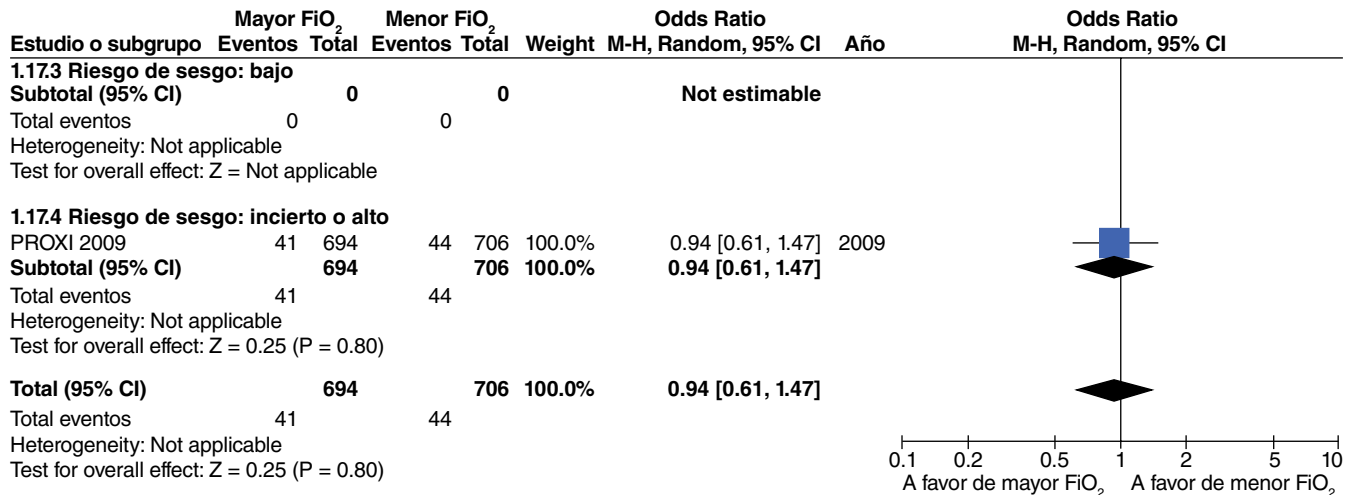 Mayor FiO2 Menor FiO2 Odds Ratio Odds Ratio
Estudio o subgrupo Eventos Total Eventos Total Weight M-H, Random, 95% CI Año M-H, Random, 95% CI
1.17.3 Riesgo de sesgo: bajo
Subtotal (95% CI) 0 0 Not estimable
Total eventos 0 0
Heterogeneity: Not applicable
Test for overall effect: Z = Not applicable
1.17.4 Riesgo de sesgo: incierto o alto
PROXI 2009 41 694 44 706 100.0% 0.94 [0.61, 1.47] 2009
Subtotal (95% CI) 694 706 100.0% 0.94 [0.61, 1.47]
Total eventos 41 44
Heterogeneity: Not applicable
Test for overall effect: Z = 0.25 (P = 0.80)
Total (95% CI) 694 706 100.0% 0.94 [0.61, 1.47]
Total eventos 41 44
Heterogeneity: Not applicable
Test for overall effect: Z = 0.25 (P = 0.80)
0.1 0.2 0.5 1 2 5 10
A favor de mayor FiO2 A favor de menor FiO2